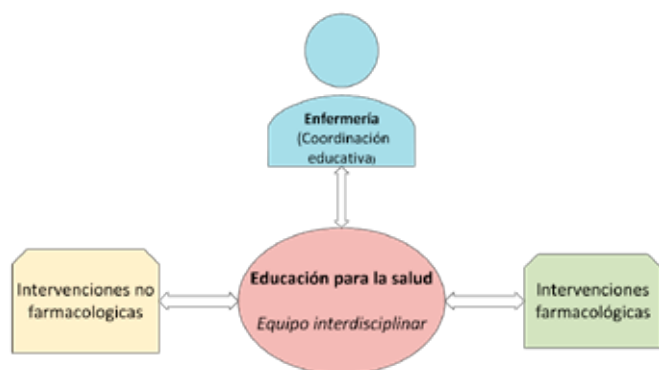 Enfermería
(Coordinación
educativa)
Educación para la salud
Equipo interdisciplinar
Intervenciones no
farmacologicas
Intervenciones
farmacológicas